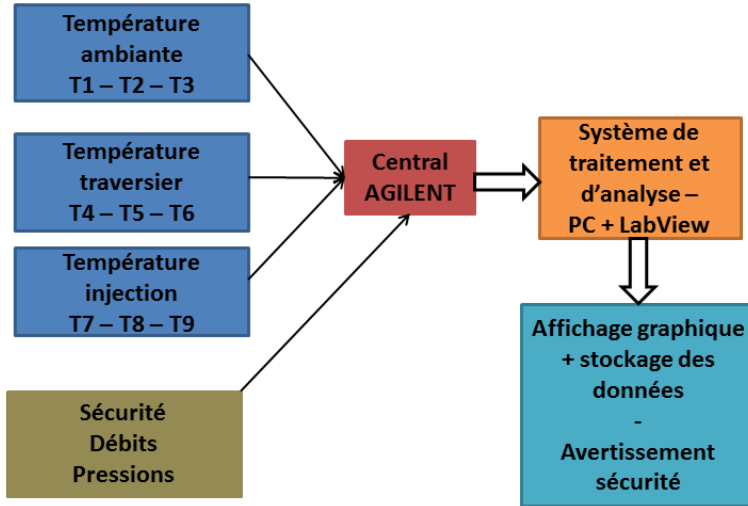 Température
ambiante
T1 – T2 – T3
Température
traversier
T4 – T5 – T6
Température
injection
T7 – T8 – T9
Sécurité
Débits
Pressions
Central
AGILENT
Système de
traitement et
d'analyse –
PC + LabView
Affichage graphique
+ stockage des
données
-
Avertissement
sécurité